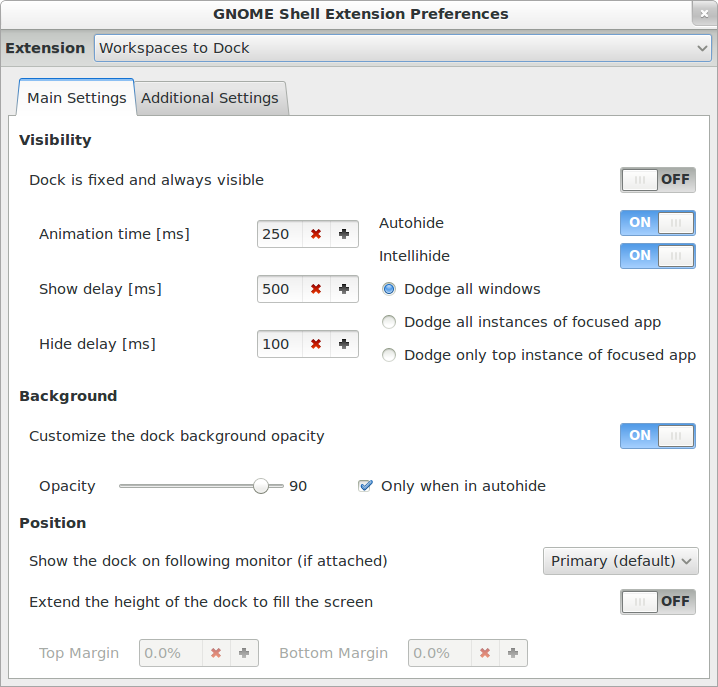 GNOME Shell Extension Preferences
Extension Workspaces to Dock
Main Settings Additional Settings
Visibility
Dock is fixed and always visible OFF
Animation time [ms] 250 Autohide ON
Intellihide ON
Show delay [ms] 500 Dodge all windows
Dodge all instances of focused app
Hide delay [ms] 100 Dodge only top instance of focused app
Background
Customize the dock background opacity ON
Opacity 90 Only when in autohide
Position
Show the dock on following monitor (if attached) Primary (default)
Extend the height of the dock to fill the screen OFF
Top Margin 0.0% Bottom Margin 0.0%